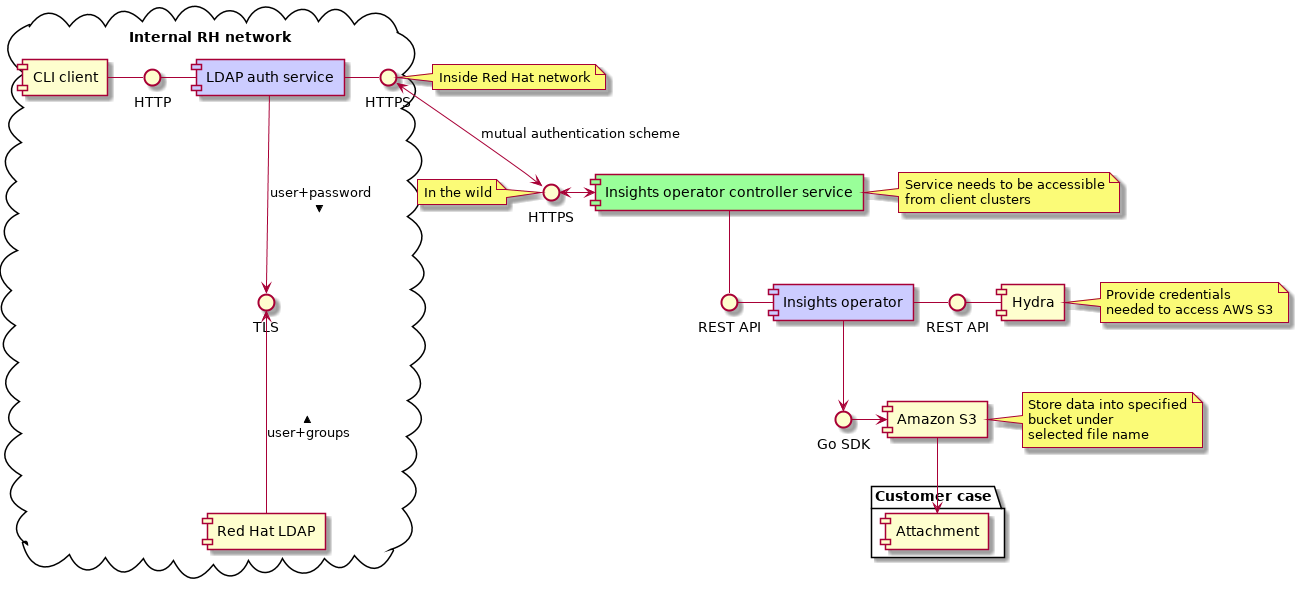 Internal RH network
CLI client
HTTP
LDAP auth service
HTTPS
Inside Red Hat network
mutual authentication scheme
user+password
▼
In the wild
HTTPS
Insights operator controller service
Service needs to be accessible
from client clusters
TLS
REST API
Insights operator
REST API
Hydra
Provide credentials
needed to access AWS S3
▲
user+groups
Go SDK
Amazon S3
Store data into specified
bucket under
selected file name
Customer case
Attachment
Red Hat LDAP